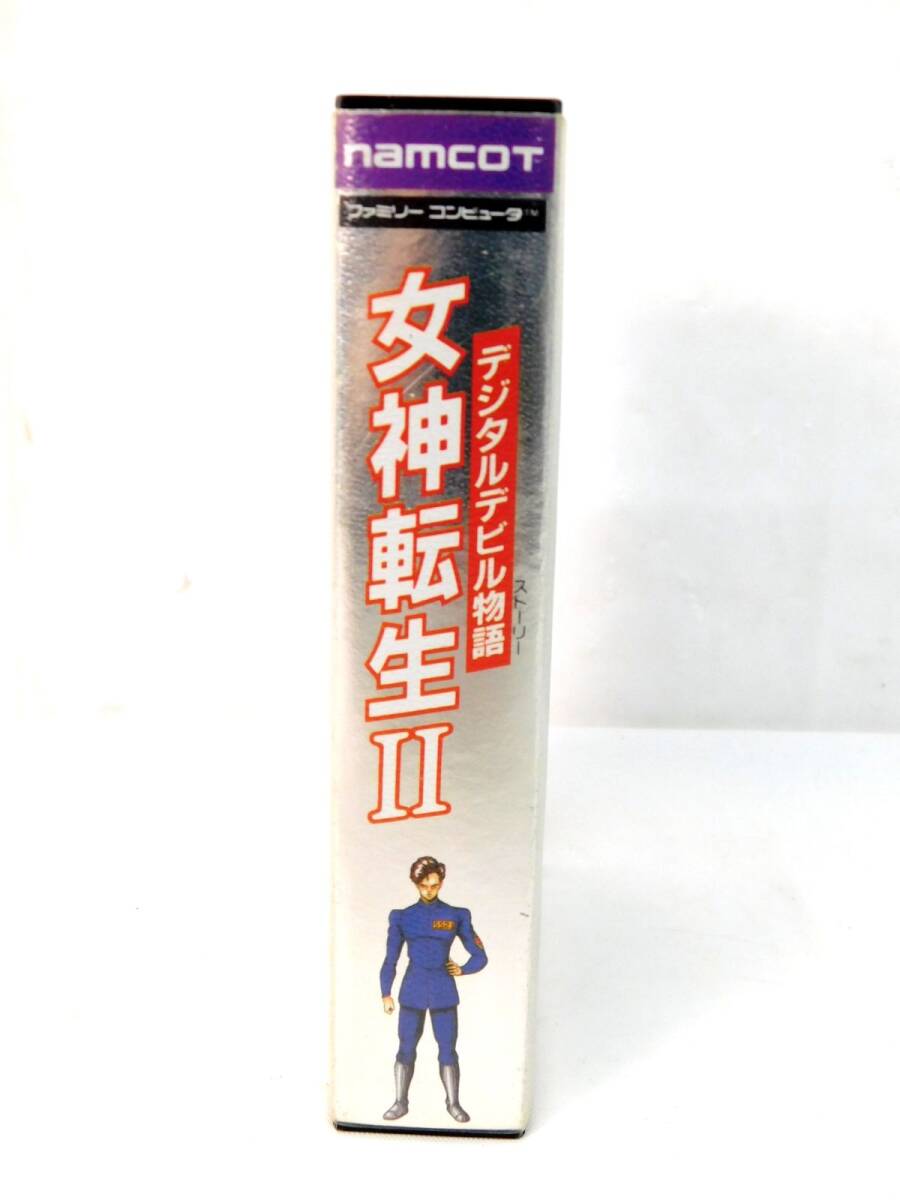 namcoT
ファミリー コンピュータ™
デジタルデビル物語
ストーリー
女神転生II